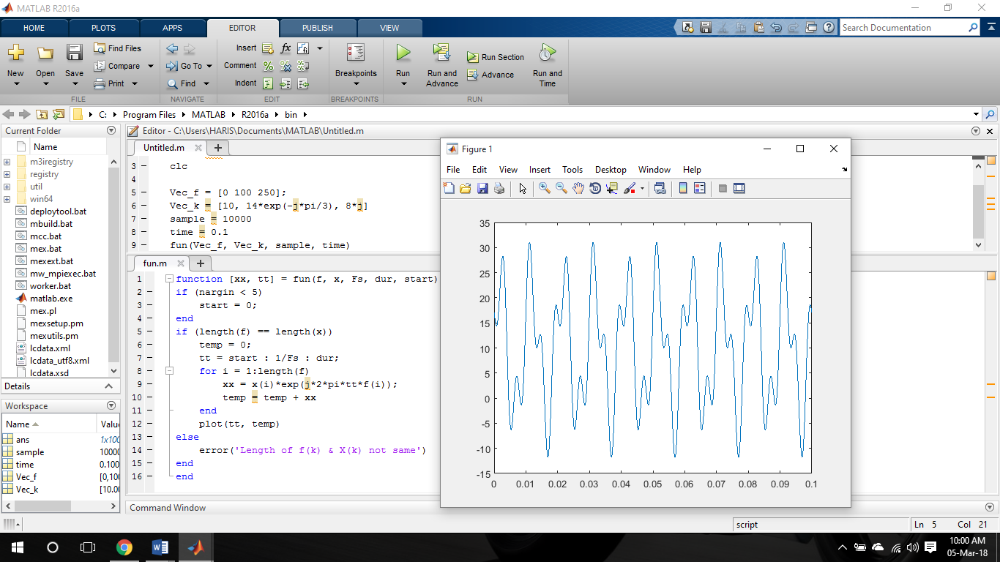 MATLAB R2016a
HOME PLOTS APPS EDITOR PUBLISH VIEW
Search Documentation
New Open Save Find Files Compare Print
FILE
Go To Find
NAVIGATE
Insert fx
Comment
Indent
EDIT
Breakpoints
BREAKPOINTS
Run Run and Advance Run Section Advance Run and Time
RUN
C: Program Files MATLAB R2016a bin
Current Folder
Name
m3iregistry
registry
util
win64
deploytool.bat
mbuild.bat
mcc.bat
mex.bat
mexext.bat
mw_mpiexec.bat
worker.bat
matlab.exe
mex.pl
mexsetup.pm
mexutils.pm
lcdata.xml
lcdata_utf8.xml
lcdata.xsd
Details
Workspace
Name Valu
ans 1x100
sample 10000
time 0.100
Vec_f [0,100
Vec_k [10.00
Editor - C:\Users\HARIS\Documents\MATLAB\Untitled.m
Untitled.m
3 clc
4
5 Vec_f = [0 100 250];
6 Vec_k = [10, 14*exp(-j*pi/3), 8*j]
7 sample = 10000
8 time = 0.1
9 fun(Vec_f, Vec_k, sample, time)
fun.m
1 function [xx, tt] = fun(f, x, Fs, dur, start)
2 if (nargin < 5)
3 start = 0;
4 end
5 if (length(f) == length(x))
6 temp = 0;
7 tt = start : 1/Fs : dur;
8 for i = 1:length(f)
9 xx = x(i)*exp(j*2*pi*tt*f(i));
10 temp = temp + xx
11 end
12 plot(tt, temp)
13 else
14 error('Length of f(k) & X(k) not same')
15 end
16 end
Command Window
Figure 1
File Edit View Insert Tools Desktop Window Help
35
30
25
20
15
10
5
0
-5
-10
-15
0 0.01 0.02 0.03 0.04 0.05 0.06 0.07 0.08 0.09 0.1
script Ln 5 Col 21
10:00 AM
05-Mar-18